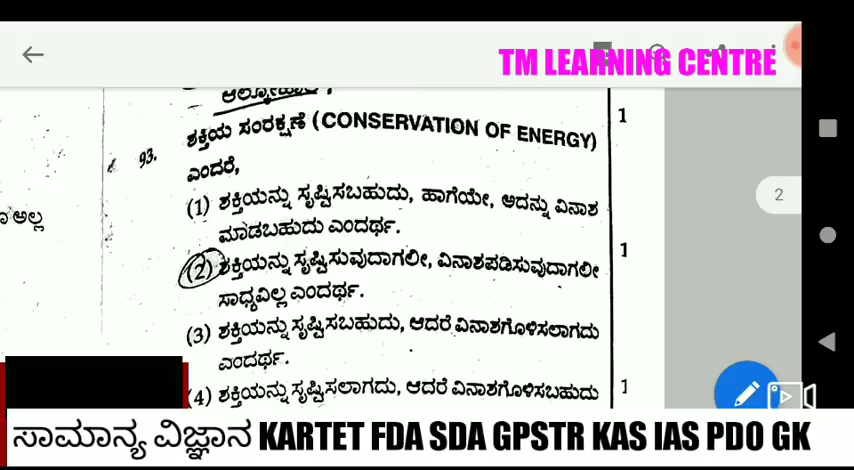 TM LEARNING CENTRE
1
93. ಶಕ್ತಿಯ ಸಂರಕ್ಷಣೆ (CONSERVATION OF ENERGY)
ಎಂದರೆ,
(1) ಶಕ್ತಿಯನ್ನು ಸೃಷ್ಟಿಸಬಹುದು, ಹಾಗೆಯೇ, ಅದನ್ನು ವಿನಾಶ
ಮಾಡಬಹುದು ಎಂದರ್ಥ.
2
ಅಲ್ಲ
1
(2) ಶಕ್ತಿಯನ್ನು ಸೃಷ್ಟಿಸುವುದಾಗಲೀ, ವಿನಾಶಪಡಿಸುವುದಾಗಲೀ
ಸಾಧ್ಯವಿಲ್ಲ ಎಂದರ್ಥ.
(3) ಶಕ್ತಿಯನ್ನು ಸೃಷ್ಟಿಸಬಹುದು, ಆದರೆ ವಿನಾಶಗೊಳಿಸಲಾಗದು
ಎಂದರ್ಥ.
(4) ಶಕ್ತಿಯನ್ನು ಸೃಷ್ಟಿಸಲಾಗದು, ಆದರೆ ವಿನಾಶಗೊಳಿಸಬಹುದು
1
ಸಾಮಾನ್ಯ ವಿಜ್ಞಾನ KARTET FDA SDA GPSTR KAS IAS PDO GK